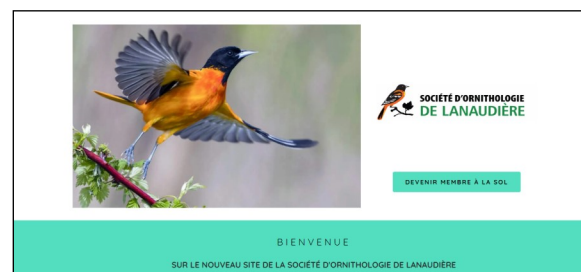 SOCIÉTÉ D'ORNITHOLOGIE
DE LANAUDIÈRE
DEVENIR MEMBRE À LA SOL
BIENVENUE
SUR LE NOUVEAU SITE DE LA SOCIÉTÉ D'ORNITHOLOGIE DE LANAUDIÈRE